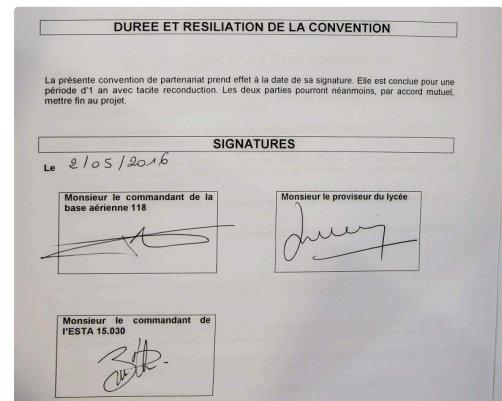 DUREE ET RESILIATION DE LA CONVENTION
La présente convention de partenariat prend effet à la date de sa signature. Elle est conclue pour une
période d'1 an avec tacite reconduction. Les deux parties pourront néanmoins, par accord mutuel,
mettre fin au projet.
SIGNATURES
Le 2/05/2016
Monsieur le commandant de la
base aérienne 118
Monsieur le proviseur du lycée
Monsieur le commandant de
l'ESTA 15.030